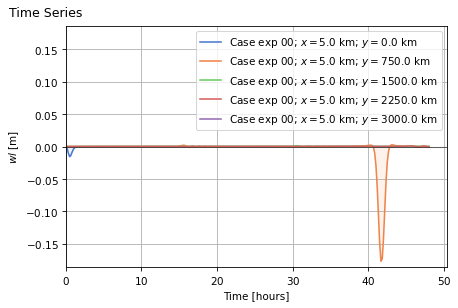 Time Series
0.15
0.10
0.05
0.00
−0.05
−0.10
−0.15
wl [m]
Case exp 00; x = 5.0 km; y = 0.0 km
Case exp 00; x = 5.0 km; y = 750.0 km
Case exp 00; x = 5.0 km; y = 1500.0 km
Case exp 00; x = 5.0 km; y = 2250.0 km
Case exp 00; x = 5.0 km; y = 3000.0 km
0 10 20 30 40 50
Time [hours]